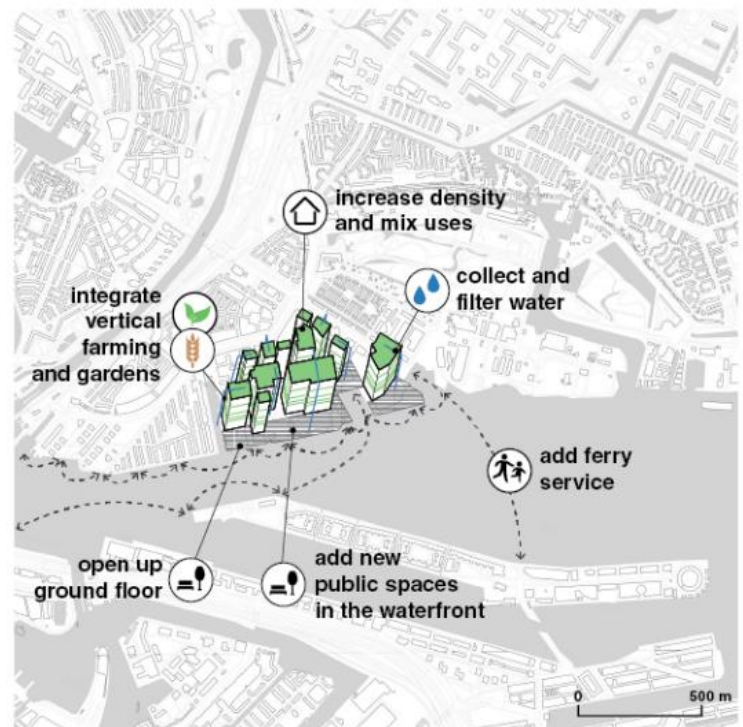 increase density
and mix uses
collect and
filter water
integrate
vertical
farming
and gardens
add ferry
service
open up
ground floor
add new
public spaces
in the waterfront
0
500 m